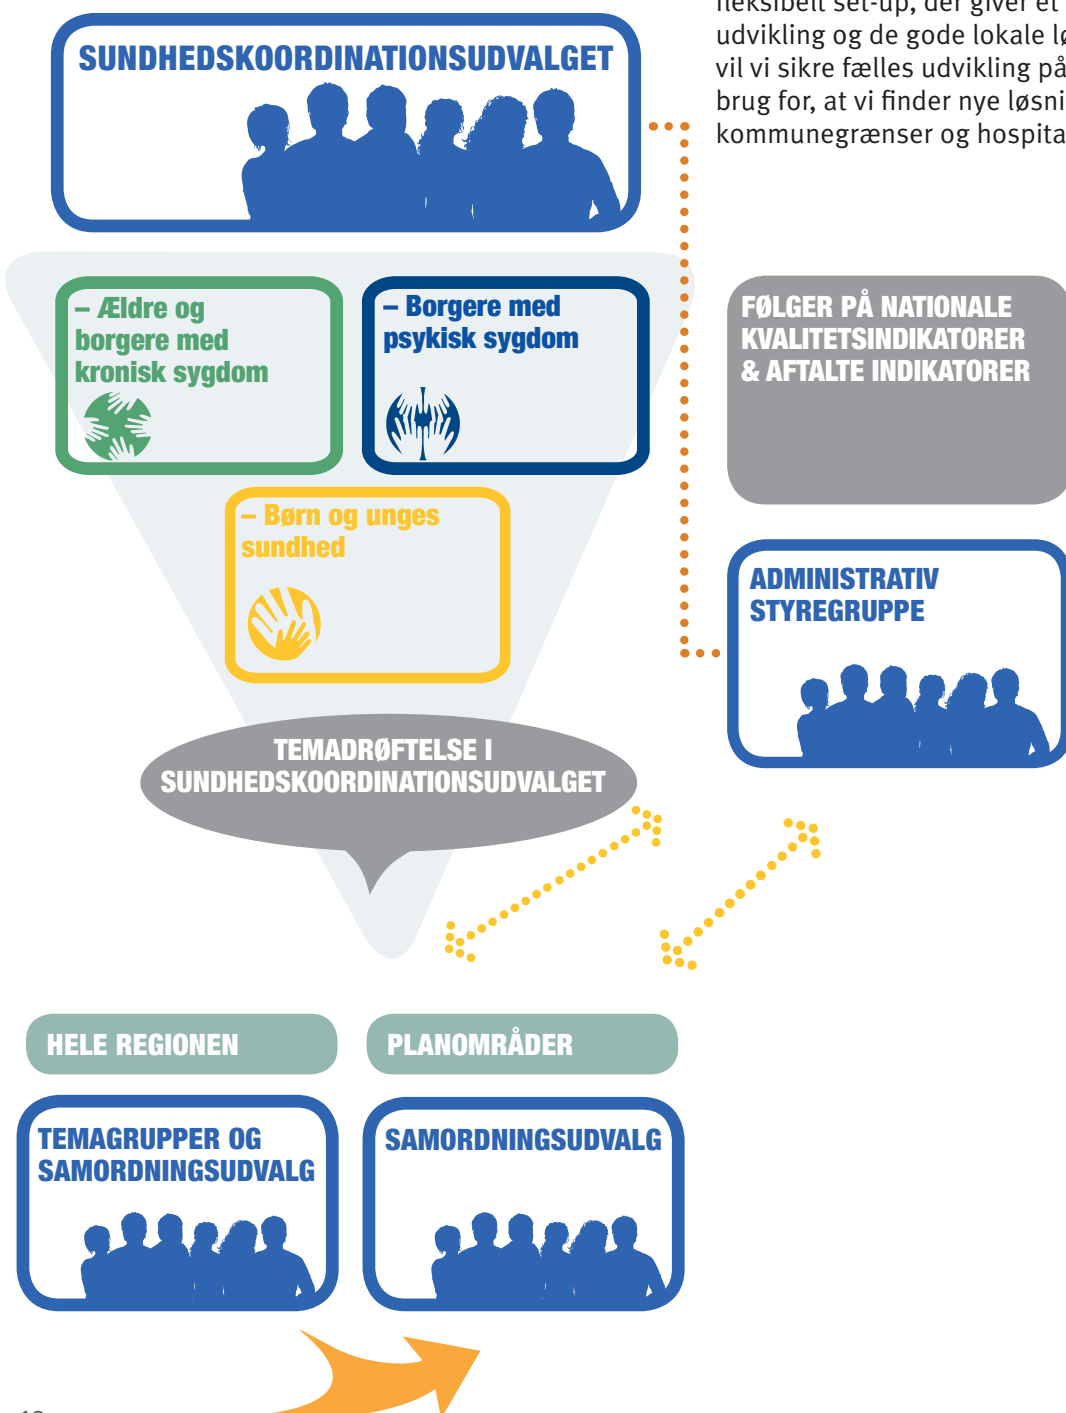 SUNDHEDSKOORDINATIONSUDVALGET
udvikling og de gode lokale
vil vi sikre fælles udvikling på
brug for, at vi finder nye
kommunegrænser og
– Ældre og
borgere med
kronisk sygdom
– Borgere med
psykisk sygdom
– Børn og unges
sundhed
FØLGER PÅ NATIONALE
KVALITETSINDIKATORER
& AFTALTE INDIKATORER
ADMINISTRATIV
STYREGRUPPE
TEMADRØFTELSE I
SUNDHEDSKOORDINATIONSUDVALGET
HELE REGIONEN
PLANOMRÅDER
TEMAGRUPPER OG
SAMORDNINGSUDVALG
SAMORDNINGSUDVALG